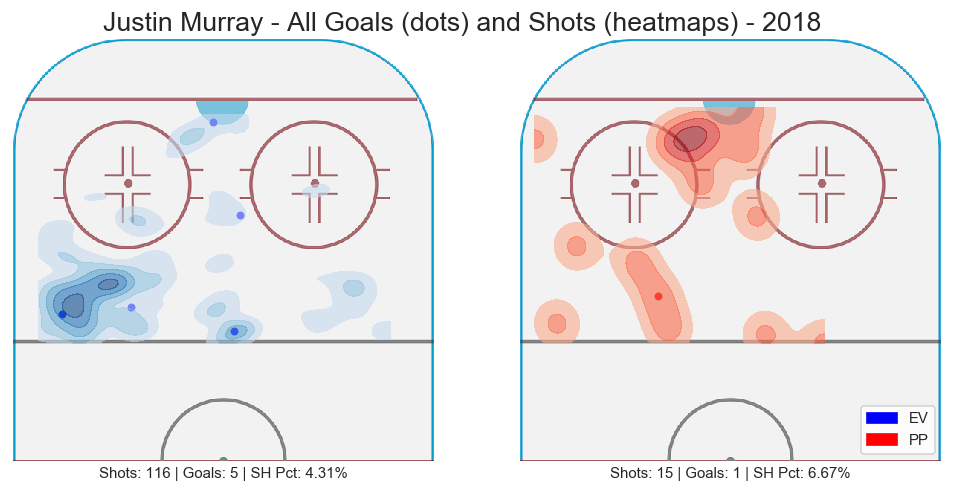 Justin Murray - All Goals (dots) and Shots (heatmaps) - 2018
EV
PP
Shots: 116 | Goals: 5 | SH Pct: 4.31%
Shots: 15 | Goals: 1 | SH Pct: 6.67%